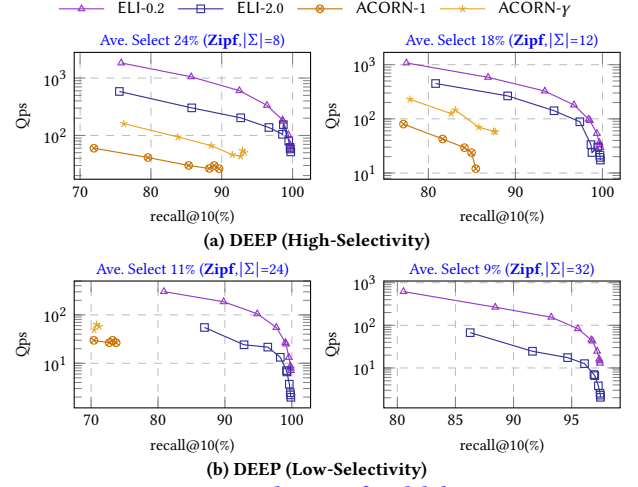 ELI-0.2 ELI-2.0 ACORN-1 ACORN-γ
Ave. Select 24% (Zipf,|Σ|=8) Ave. Select 18% (Zipf,|Σ|=12)
Qps
10³
10²
70 80 90 100
recall@10(%)
Qps
10³
10²
10¹
80 90 100
recall@10(%)
(a) DEEP (High-Selectivity)
Ave. Select 11% (Zipf,|Σ|=24) Ave. Select 9% (Zipf,|Σ|=32)
Qps
10²
10¹
70 80 90 100
recall@10(%)
Qps
10³
10²
10¹
80 85 90 95
recall@10(%)
(b) DEEP (Low-Selectivity)